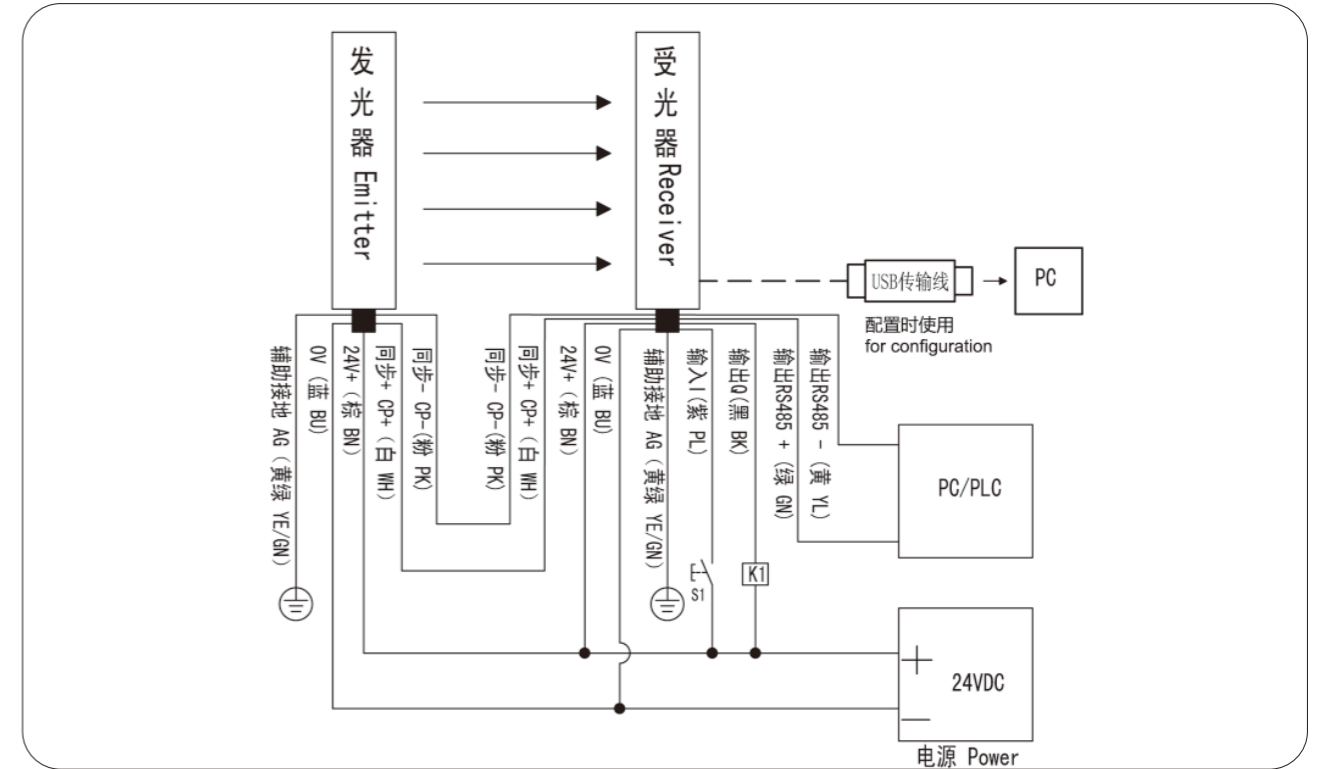 发光器 Emitter
受光器 Receiver
USB传输线
PC
配置时使用
for configuration
辅助接地 AG（黄绿 YE/GN）
0V（蓝 BU）
24V+（棕 BN）
同步+ CP+（白 WH）
同步- CP-(粉 PK)
同步- CP-(粉 PK)
同步+ CP+（白 WH）
24V+（棕 BN）
0V（蓝 BU）
辅助接地 AG（黄绿 YE/GN）
输入I(紫 PL)
输出Q(黑 BK)
输出RS485 +（绿 GN）
输出RS485 -（黄 YL）
S1
K1
PC/PLC
+
24VDC
—
电源 Power